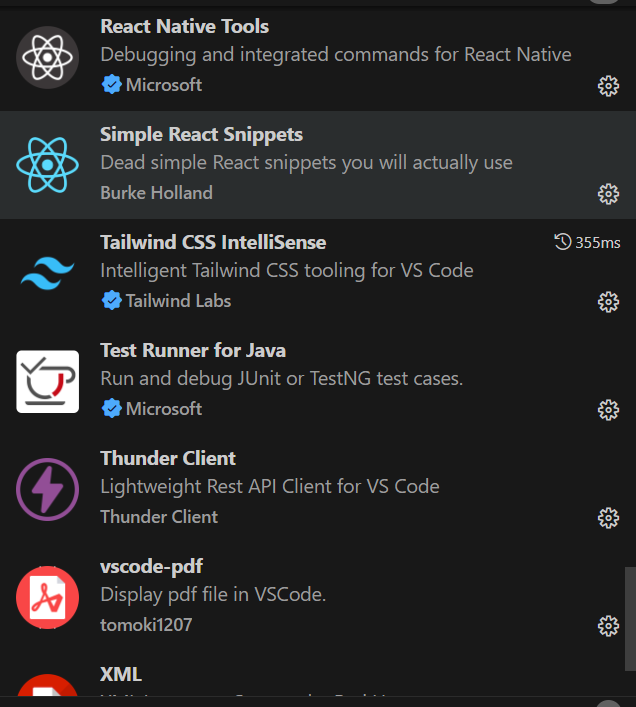 React Native Tools
Debugging and integrated commands for React Native
Microsoft
Simple React Snippets
Dead simple React snippets you will actually use
Burke Holland
Tailwind CSS IntelliSense
355ms
Intelligent Tailwind CSS tooling for VS Code
Tailwind Labs
Test Runner for Java
Run and debug JUnit or TestNG test cases.
Microsoft
Thunder Client
Lightweight Rest API Client for VS Code
Thunder Client
vscode-pdf
Display pdf file in VSCode.
tomoki1207
XML